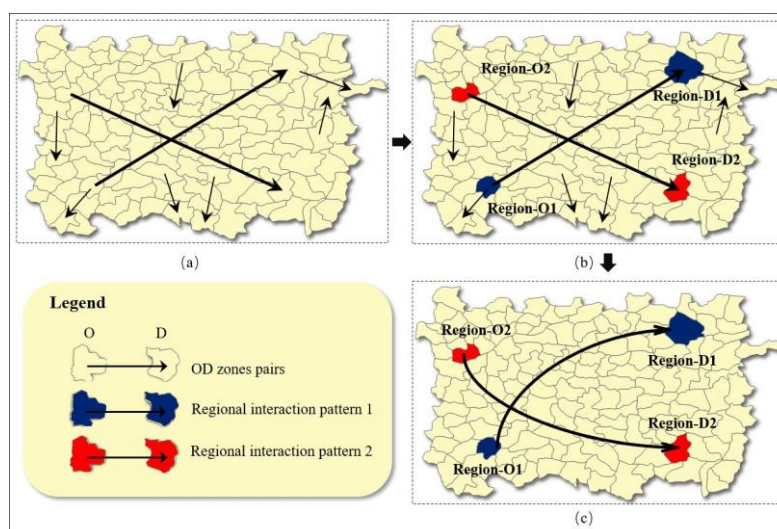 Region-O2
Region-D1
Region-D2
Region-O1
(a)
(b)
Legend
O D
OD zones pairs
Regional interaction pattern 1
Regional interaction pattern 2
Region-O2
Region-D1
Region-D2
Region-O1
(c)